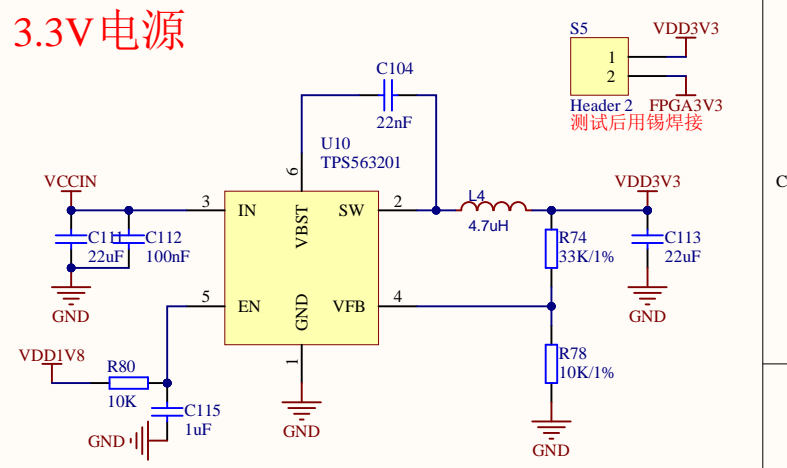 3.3V电源
S5
VDD3V3
1
2
Header 2
FPGA3V3
测试后用锡焊接
C104
22nF
U10
TPS563201
6
VCCIN
3
IN
VBST
SW
2
L4
4.7uH
VDD3V3
C111
22uF
C112
100nF
R74
33K/1%
C113
22uF
GND
5
EN
GND
VFB
4
GND
VDD1V8
R80
10K
1
R78
10K/1%
C115
1uF
GND
GND
GND
C